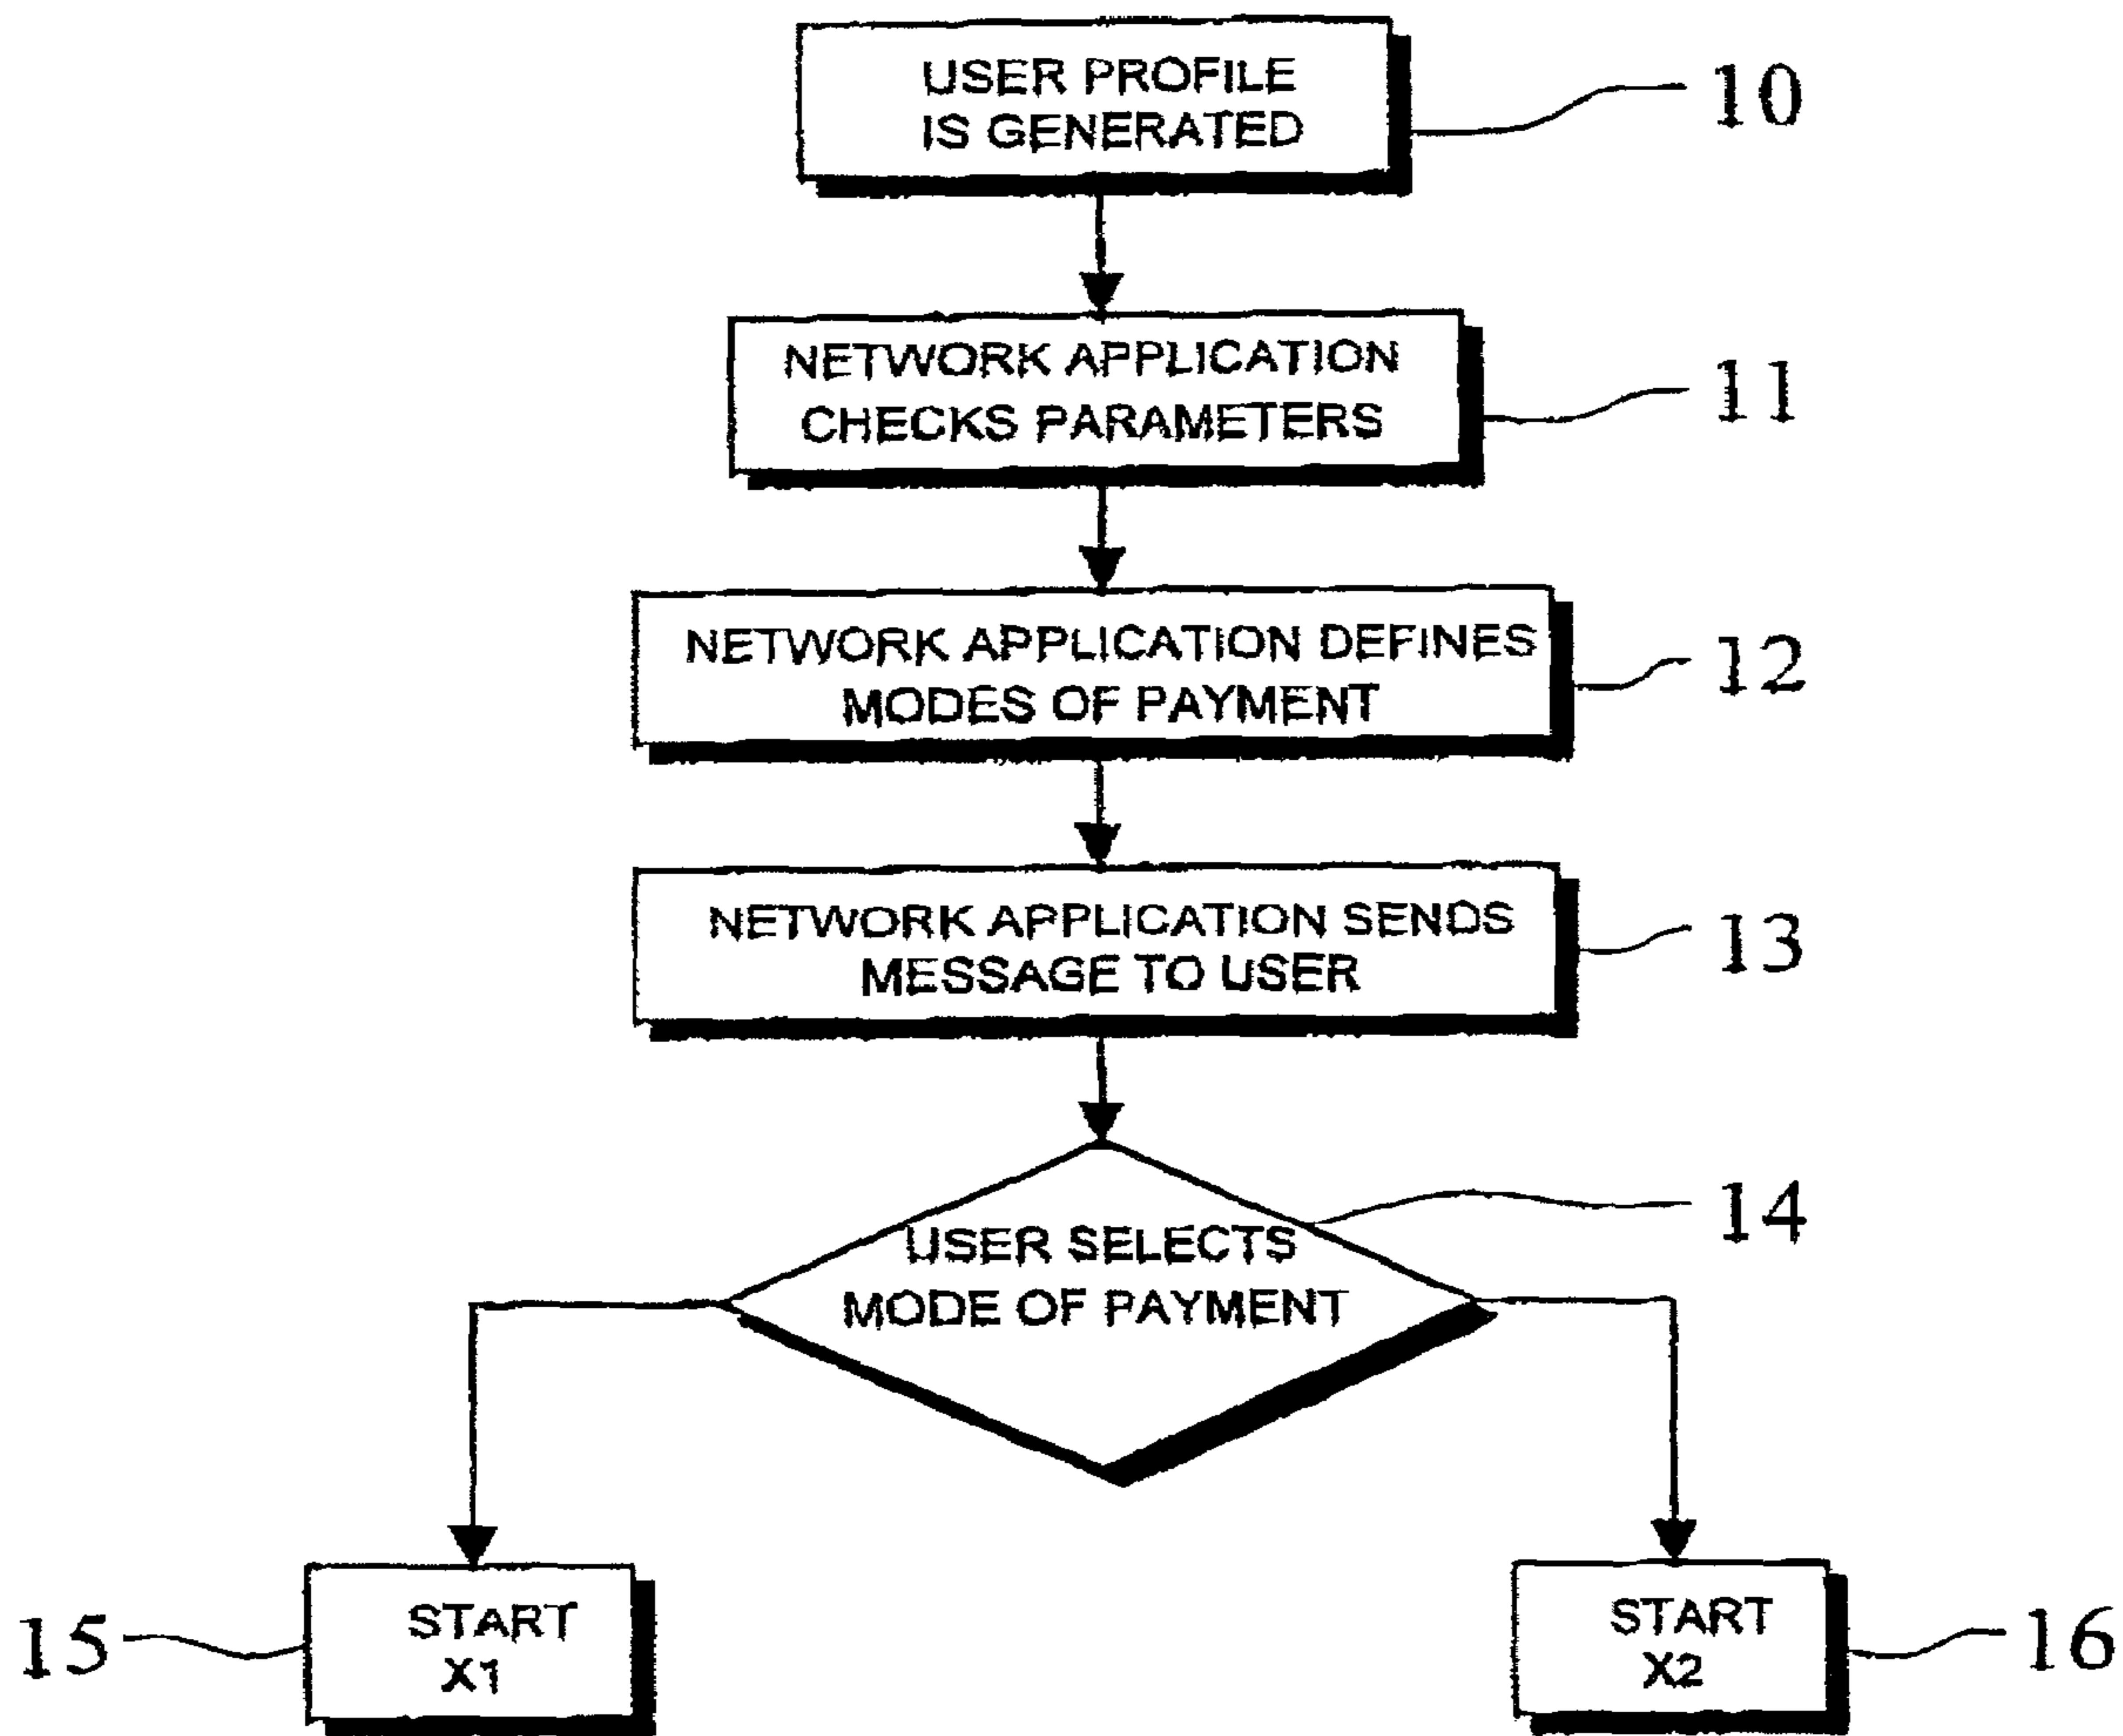 USER PROFILE
IS GENERATED
10
NETWORK APPLICATION
CHECKS PARAMETERS
11
NETWORK APPLICATION DEFINES
MODES OF PAYMENT
12
NETWORK APPLICATION SENDS
MESSAGE TO USER
13
USER SELECTS
MODE OF PAYMENT
14
START
X1
15
START
X2
16